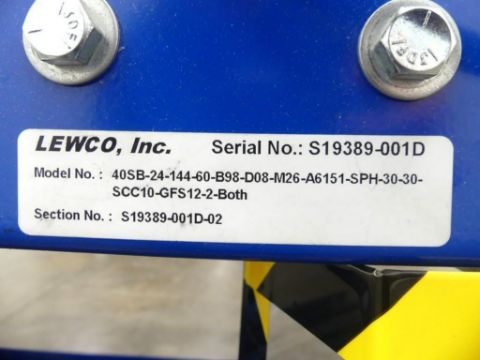 LEWCO, Inc. Serial No.: S19389-001D
Model No. : 40SB-24-144-60-B98-D08-M26-A6151-SPH-30-30-
SCC10-GFS12-2-Both
Section No. : S19389-001D-02